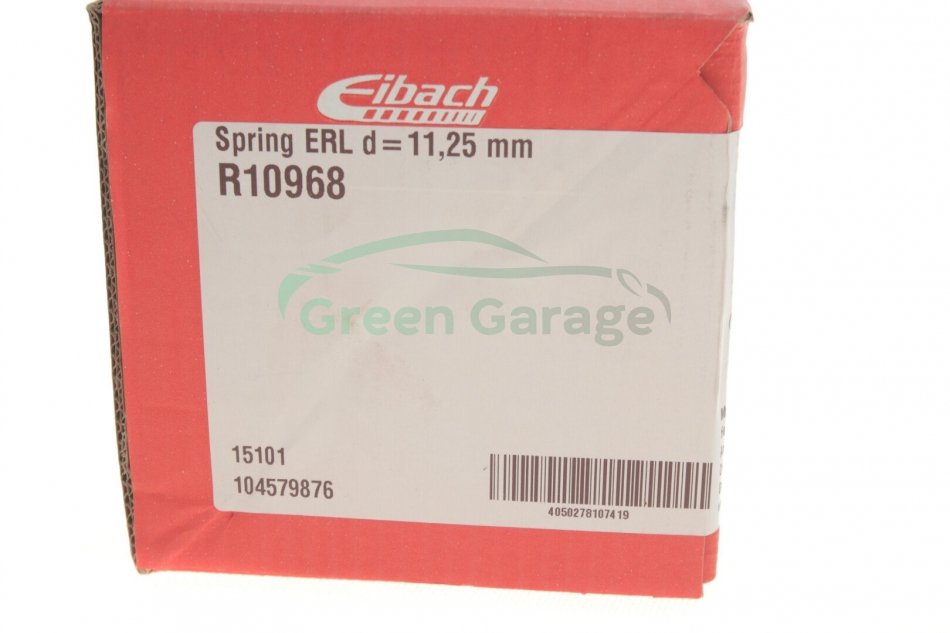 Eibach
Spring ERL d=11,25 mm
R10968
Green Garage
15101
104579876
4050278107419